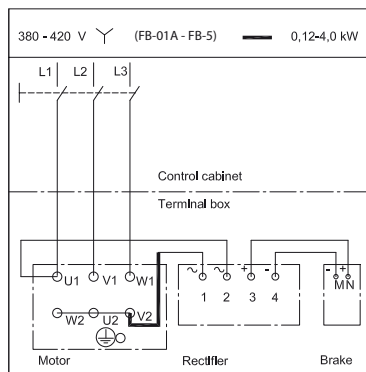 380 - 420 V (FB-01A - FB-5) 0,12-4,0 kW
L1 L2 L3
Control cabinet
Terminal box
~ ~ + - - +
U1 V1 W1 1 2 3 4 M N
W2 U2 V2
Motor Rectifier Brake